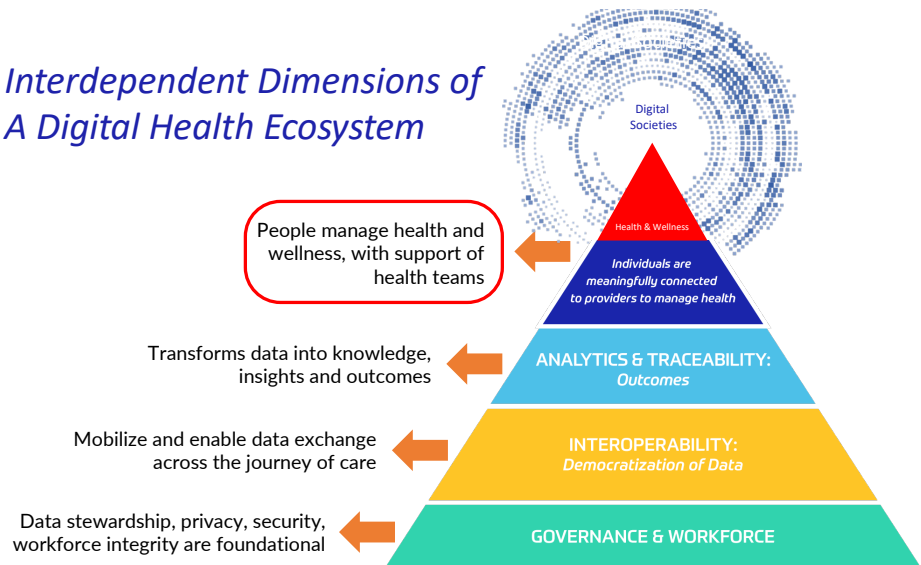 Interdependent Dimensions of
A Digital Health Ecosystem
Digital
Societies
Health & Wellness
People manage health and
wellness, with support of
health teams
Individuals are
meaningfully connected
to providers to manage health
Transforms data into knowledge,
insights and outcomes
ANALYTICS & TRACEABILITY:
Outcomes
Mobilize and enable data exchange
across the journey of care
INTEROPERABILITY:
Democratization of Data
Data stewardship, privacy, security,
workforce integrity are foundational
GOVERNANCE & WORKFORCE